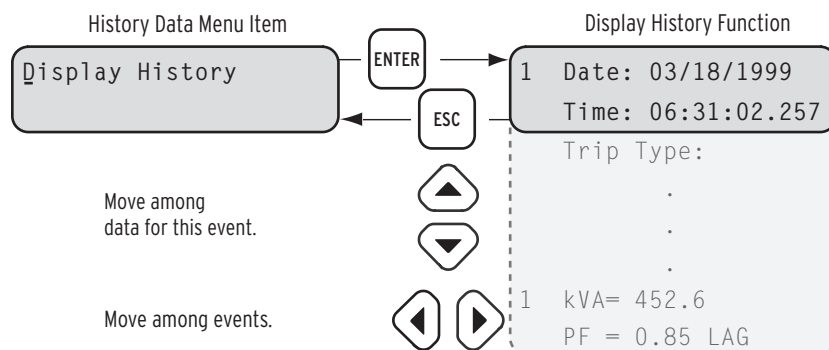 History Data Menu Item
Display History Function
Display History
ENTER
ESC
1 Date: 03/18/1999
Time: 06:31:02.257
Trip Type:
.
.
.
1 kVA= 452.6
PF = 0.85 LAG
Move among
data for this event.
Move among events.